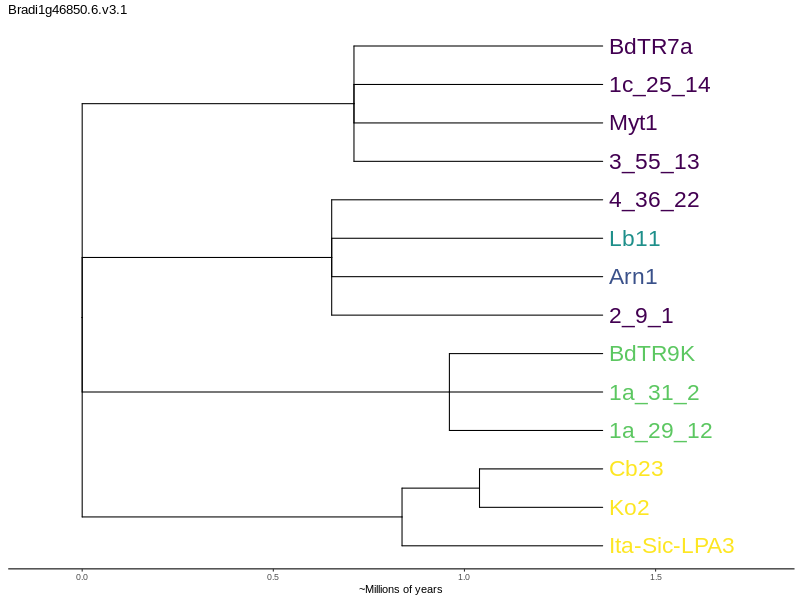 Bradi1g46850.6.v3.1
BdTR7a
1c_25_14
Myt1
3_55_13
4_36_22
Lb11
Arn1
2_9_1
BdTR9K
1a_31_2
1a_29_12
Cb23
Ko2
Ita-Sic-LPA3
0.0 0.5 1.0 1.5
~Millions of years